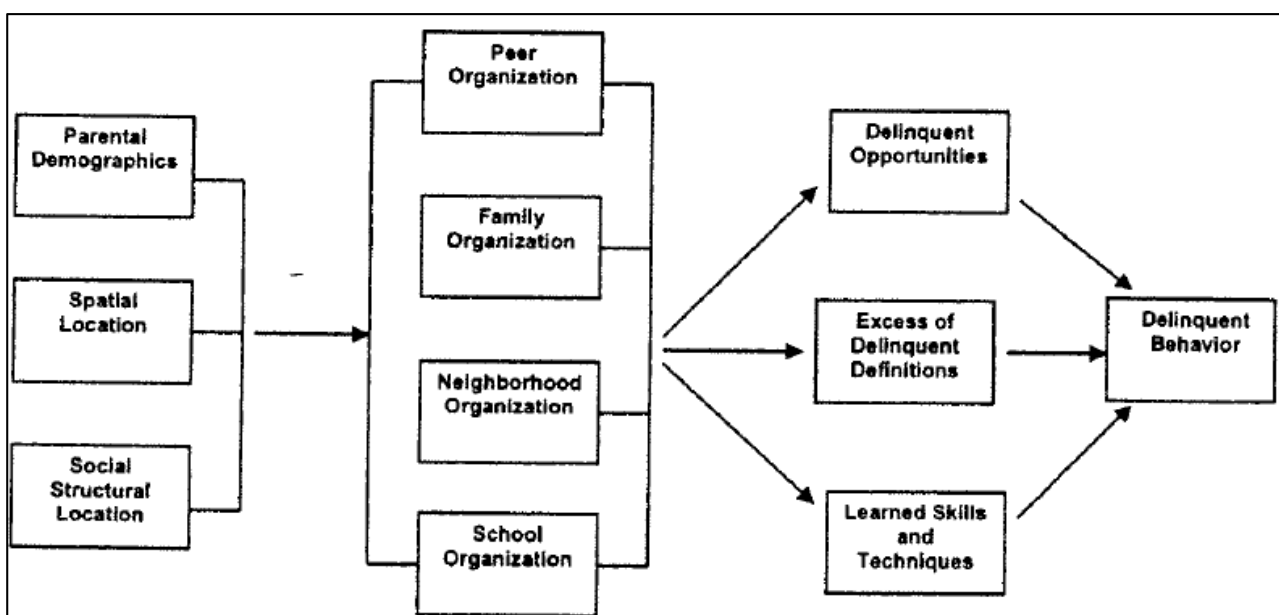 Parental
Demographics
Spatial
Location
Social
Structural
Location
Peer
Organization
Family
Organization
Neighborhood
Organization
School
Organization
Delinquent
Opportunities
Excess of
Delinquent
Definitions
Learned Skills
and
Techniques
Delinquent
Behavior